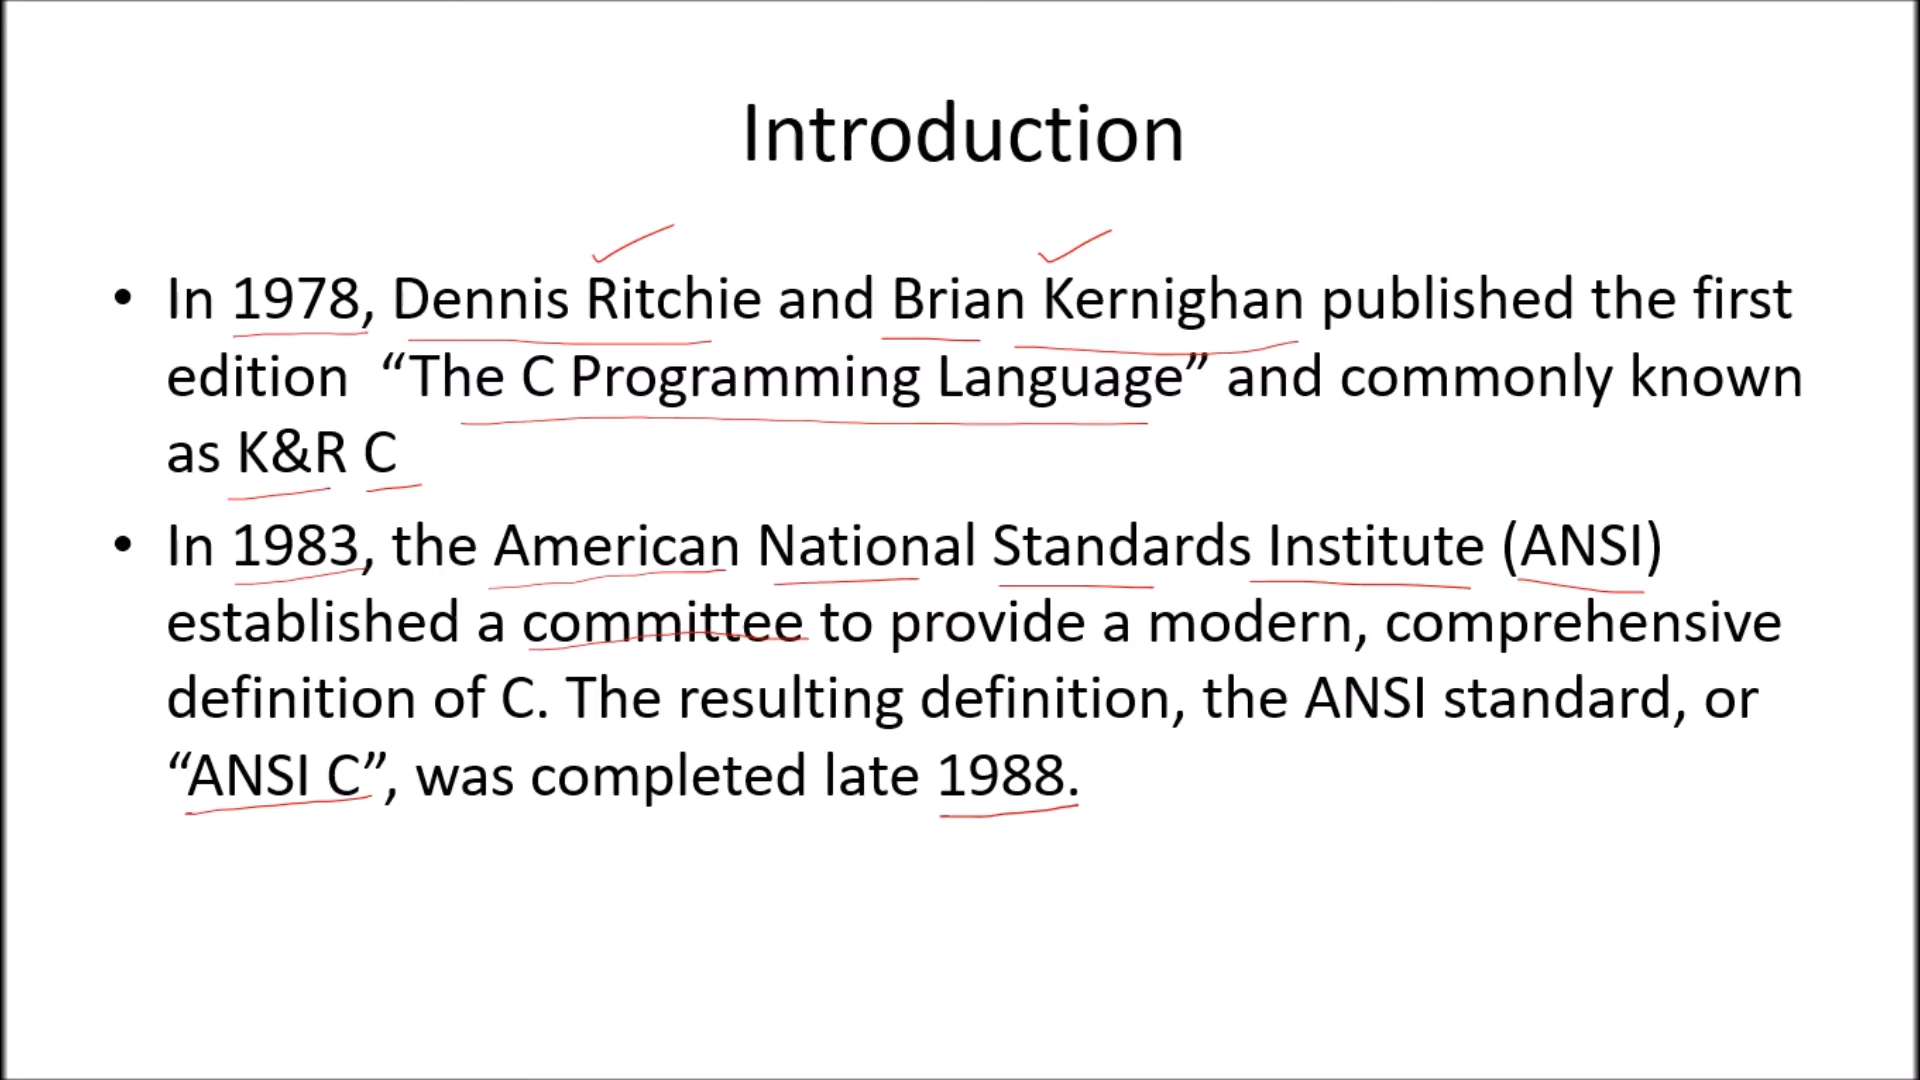 Introduction
• In 1978, Dennis Ritchie and Brian Kernighan published the first
edition “The C Programming Language” and commonly known
as K&R C
• In 1983, the American National Standards Institute (ANSI)
established a committee to provide a modern, comprehensive
definition of C. The resulting definition, the ANSI standard, or
“ANSI C”, was completed late 1988.